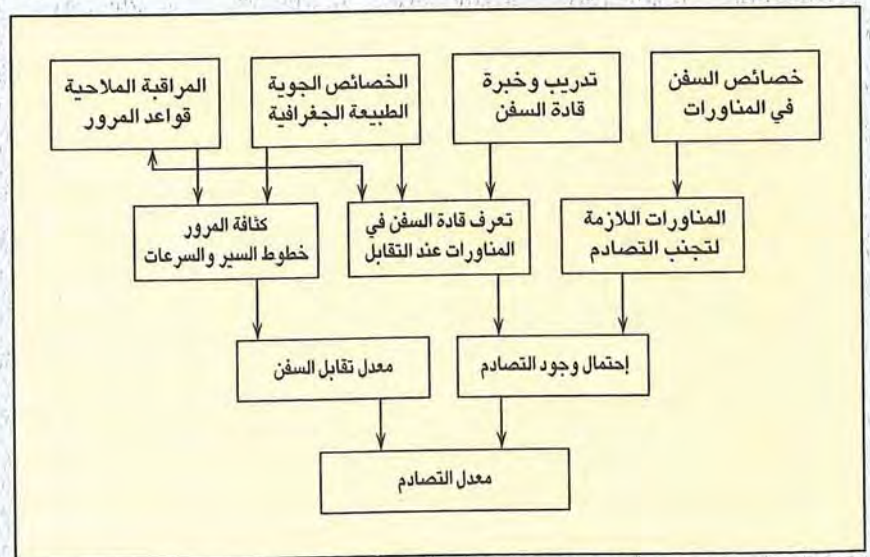 خصائص السفن
في المناورات
تدريب وخبرة
قادة السفن
الخصائص الجوية
الطبيعة الجغرافية
المراقبة الملاحية
قواعد المرور
المناورات اللازمة
لتجنب التصادم
تعرف قادة السفن في
المناورات عند التقابل
كثافة المرور
خطوط السير والسرعات
إحتمال وجود التصادم
معدل تقابل السفن
معدل التصادم